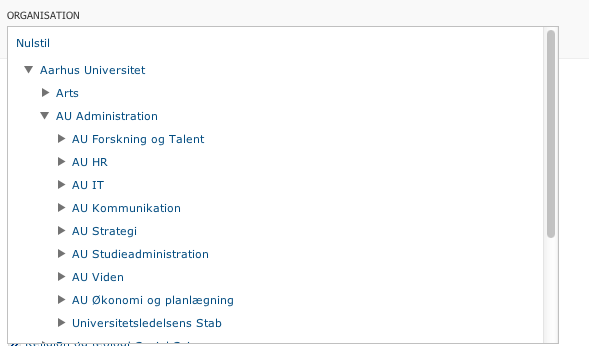 ORGANISATION
Nulstil
Aarhus Universitet
Arts
AU Administration
AU Forskning og Talent
AU HR
AU IT
AU Kommunikation
AU Strategi
AU Studieadministration
AU Viden
AU Økonomi og planlægning
Universitetsledelsens Stab